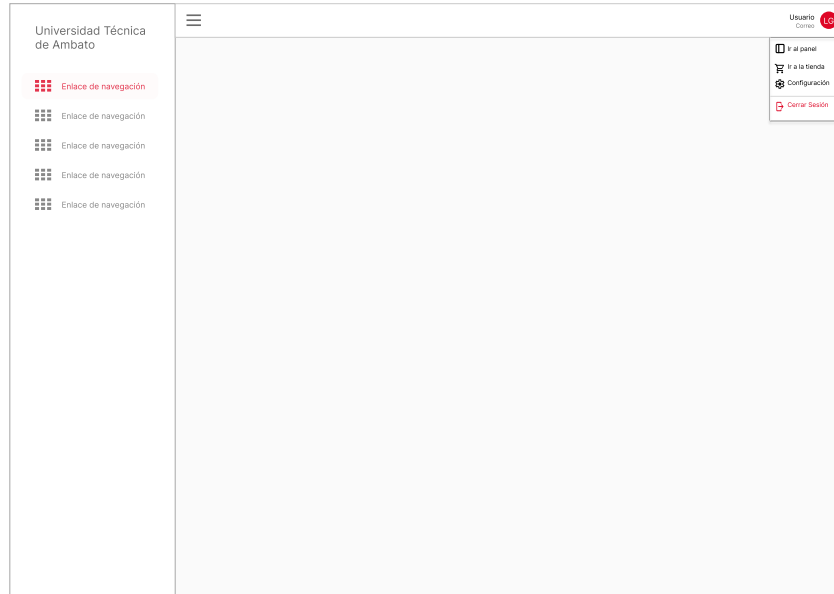 Universidad Técnica
de Ambato
Enlace de navegación
Enlace de navegación
Enlace de navegación
Enlace de navegación
Enlace de navegación
Usuario
Correo
LG
Ir al panel
Ir a la tienda
Configuración
Cerrar Sesión